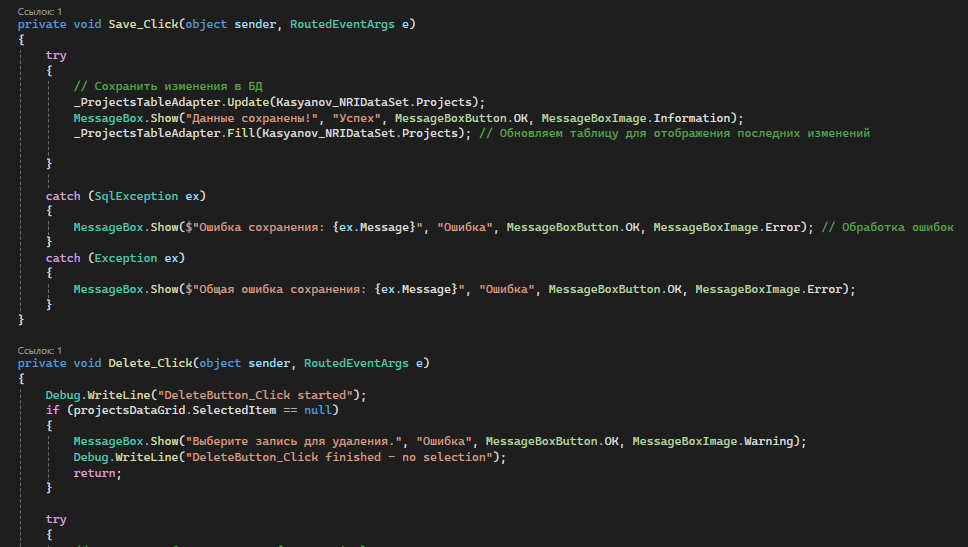 Ссылок: 1
private void Save_Click(object sender, RoutedEventArgs e)
{
try
{
// Сохранить изменения в БД
_ProjectsTableAdapter.Update(Kasyanov_NRIDataSet.Projects);
MessageBox.Show("Данные сохранены!", "Успех", MessageBoxButton.OK, MessageBoxImage.Information);
_ProjectsTableAdapter.Fill(Kasyanov_NRIDataSet.Projects); // Обновляем таблицу для отображения последних изменений
}
catch (SqlException ex)
{
MessageBox.Show($"Ошибка сохранения: {ex.Message}", "Ошибка", MessageBoxButton.OK, MessageBoxImage.Error); // Обработка ошибок
}
catch (Exception ex)
{
MessageBox.Show($"Общая ошибка сохранения: {ex.Message}", "Ошибка", MessageBoxButton.OK, MessageBoxImage.Error);
}
}
Ссылок: 1
private void Delete_Click(object sender, RoutedEventArgs e)
{
Debug.WriteLine("DeleteButton_Click started");
if (projectsDataGrid.SelectedItem == null)
{
MessageBox.Show("Выберите запись для удаления.", "Ошибка", MessageBoxButton.OK, MessageBoxImage.Warning);
Debug.WriteLine("DeleteButton_Click finished - no selection");
return;
}
try
{